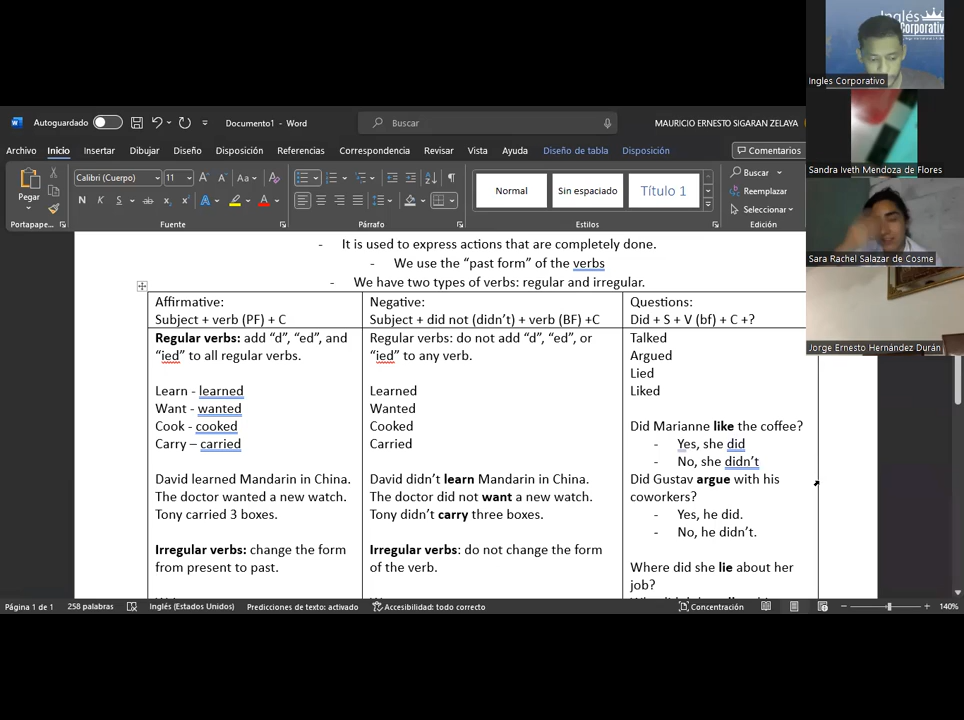 Inglés
Corporativo
Ingles Corporativo
Sandra Iveth Mendoza de Flores
Sara Rachel Salazar de Cosme
Jorge Ernesto Hernández Durán
Autoguardado
Documento1 - Word
Buscar
MAURICIO ERNESTO SIGARAN ZELAYA
Archivo Inicio Insertar Dibujar Diseño Disposición Referencias Correspondencia Revisar Vista Ayuda Diseño de tabla Disposición Comentarios
Pegar
Calibri (Cuerpo) 11
Normal
Sin espaciado
Título 1
Buscar
Reemplazar
Seleccionar
Portapape...
Fuente
Párrafo
Estilos
Edición
- It is used to express actions that are completely done.
- We use the “past form” of the verbs
- We have two types of verbs: regular and irregular.
Affirmative:
Subject + verb (PF) + C
Regular verbs: add “d”, “ed”, and
“ied” to all regular verbs.
Learn - learned
Want - wanted
Cook - cooked
Carry – carried
David learned Mandarin in China.
The doctor wanted a new watch.
Tony carried 3 boxes.
Irregular verbs: change the form
from present to past.
Negative:
Subject + did not (didn’t) + verb (BF) +C
Regular verbs: do not add “d”, “ed”, or
“ied” to any verb.
Learned
Wanted
Cooked
Carried
David didn’t learn Mandarin in China.
The doctor did not want a new watch.
Tony didn’t carry three boxes.
Irregular verbs: do not change the form
of the verb.
Questions:
Did + S + V (bf) + C +?
Talked
Argued
Lied
Liked
Did Marianne like the coffee?
- Yes, she did
- No, she didn’t
Did Gustav argue with his
coworkers?
- Yes, he did.
- No, he didn’t.
Where did she lie about her
job?
Página 1 de 1 258 palabras Inglés (Estados Unidos) Predicciones de texto: activado Accesibilidad: todo correcto Concentración 140%